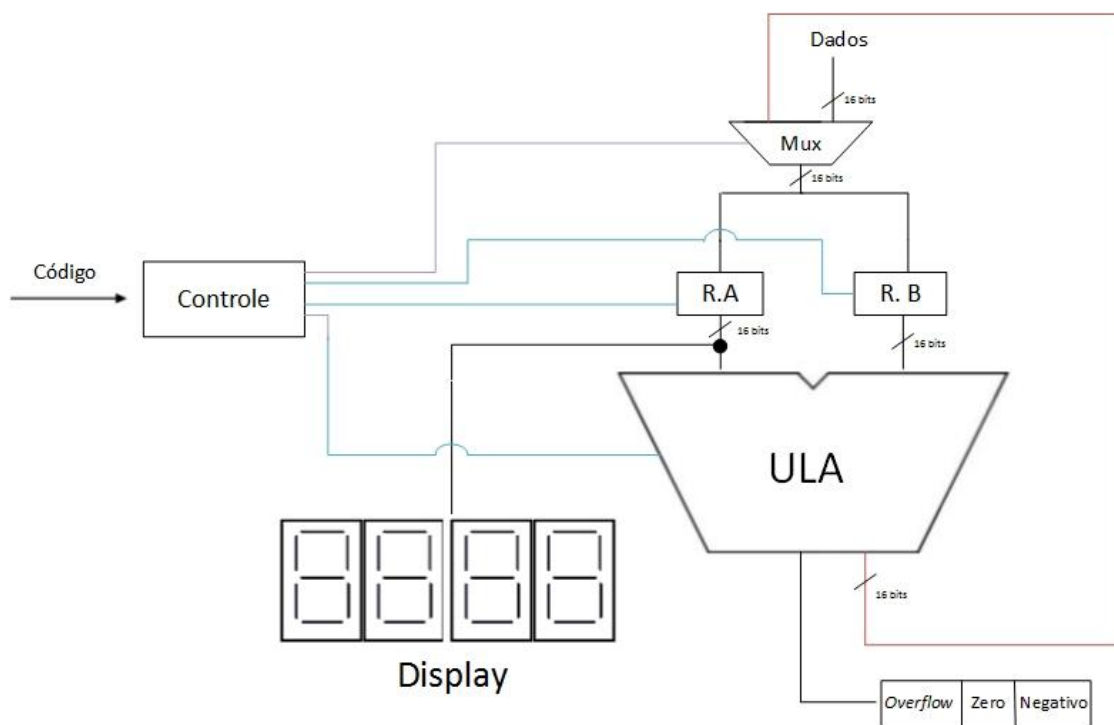 Dados
16 bits
Mux
16 bits
Código
Controle
R.A
R. B
16 bits
16 bits
ULA
16 bits
Display
Overflow Zero Negativo